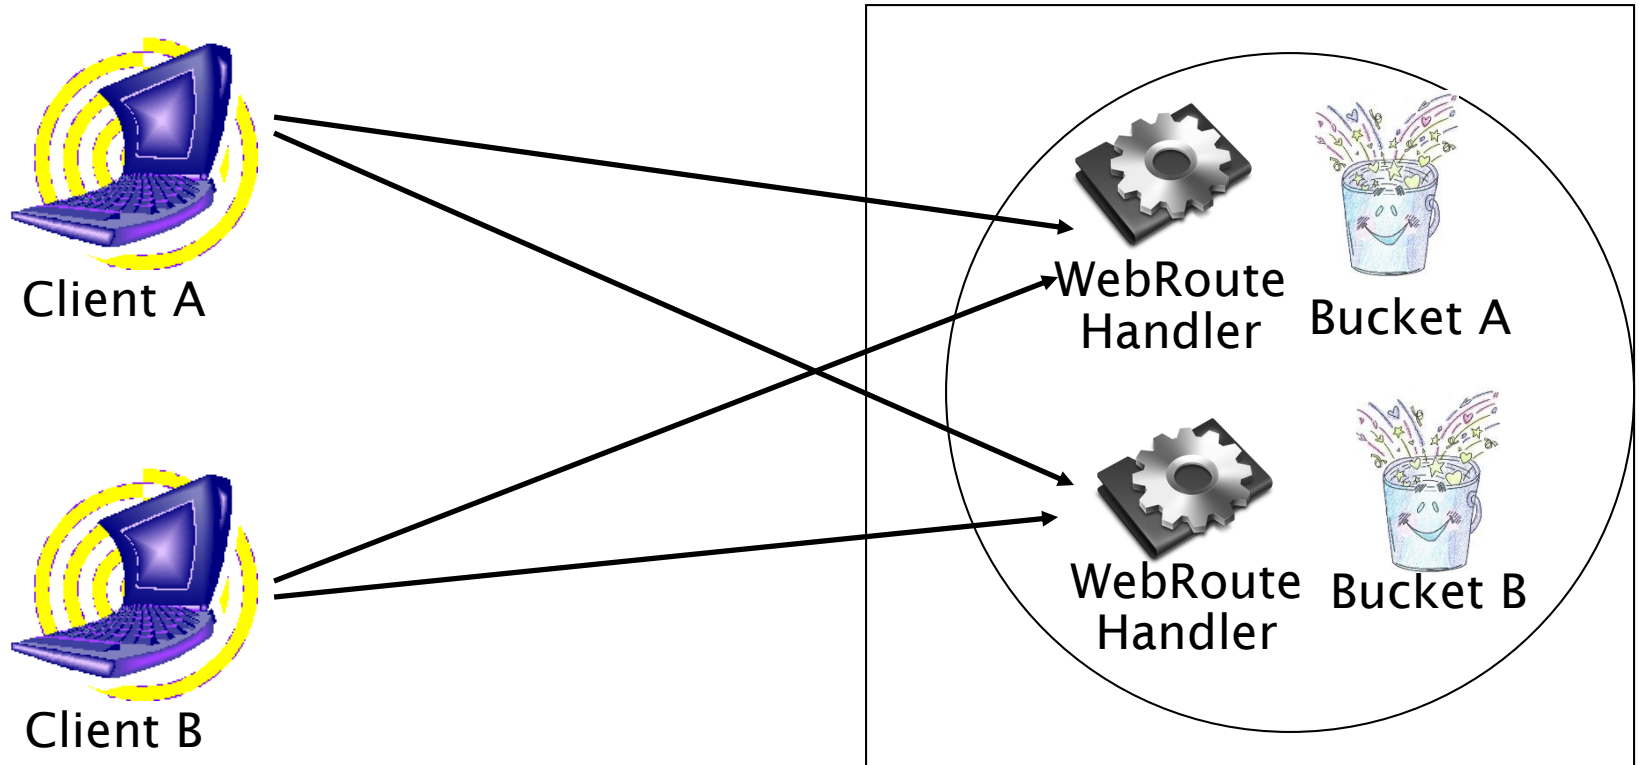 Client A
WebRoute
Handler
Bucket A
WebRoute
Handler
Bucket B
Client B